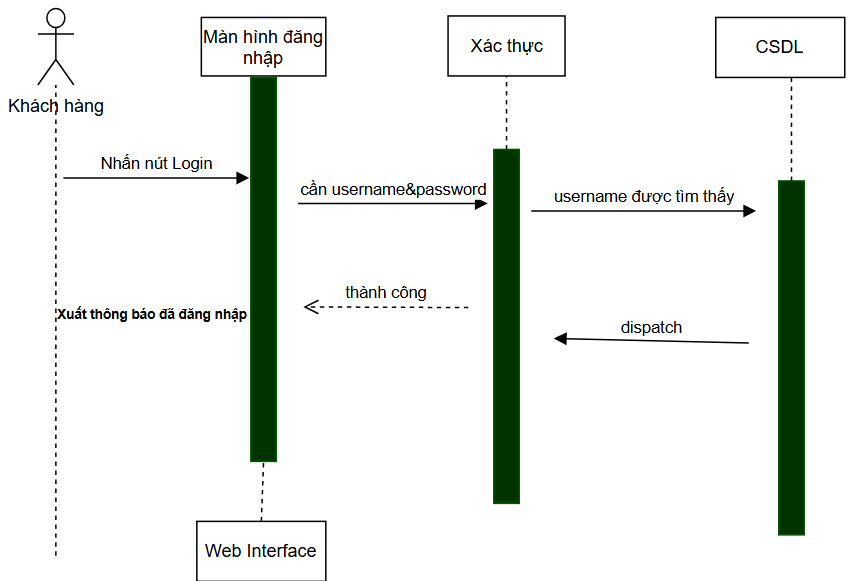 Màn hình đăng
nhập
Xác thực
CSDL
Khách hàng
Nhấn nút Login
cần username&password
username được tìm thấy
thành công
Xuất thông báo đã đăng nhập
dispatch
Web Interface